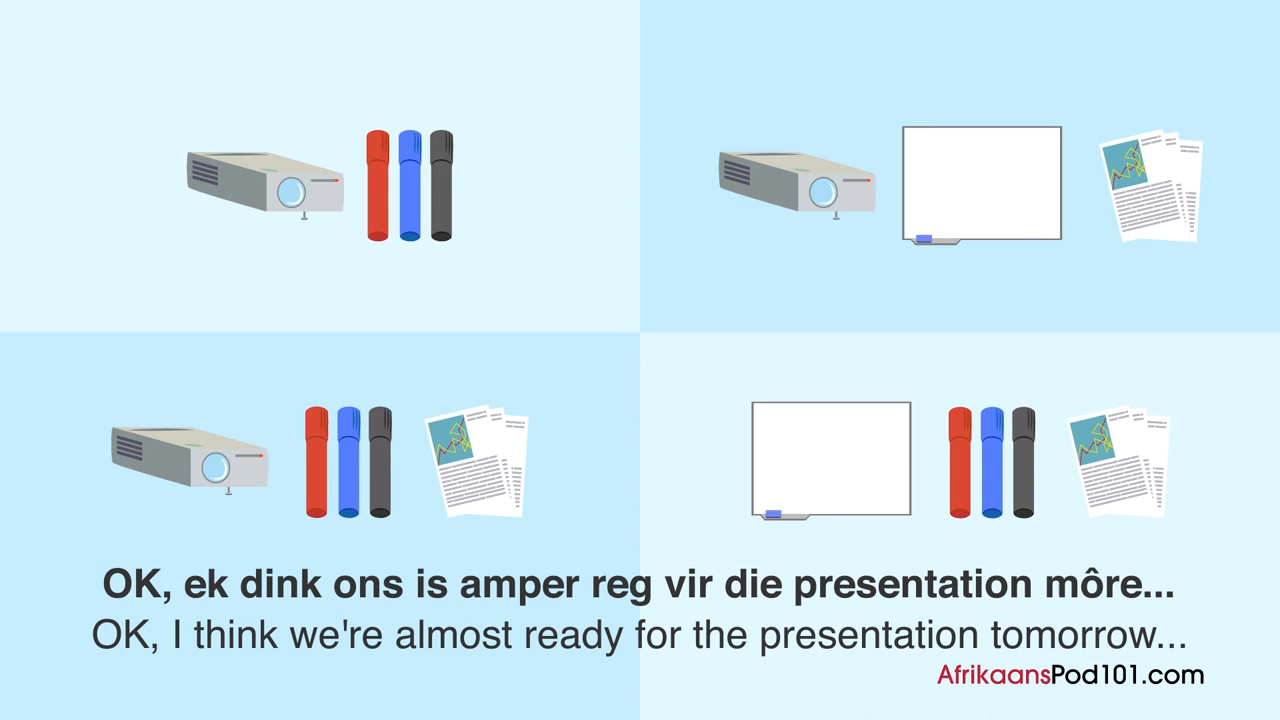 OK, ek dink ons is amper reg vir die presentation môre...
OK, I think we're almost ready for the presentation tomorrow...
AfrikaansPod101.com